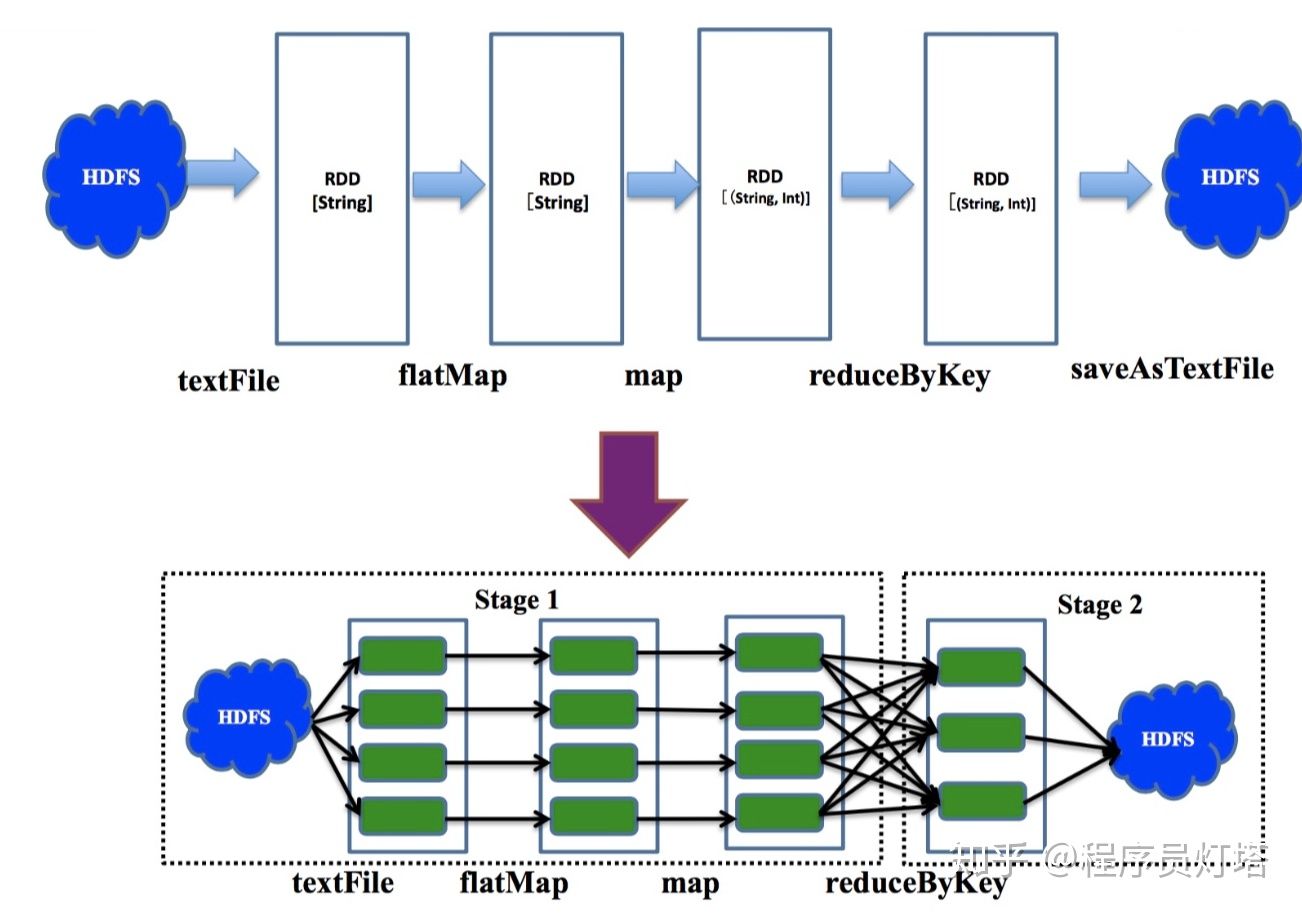 HDFS
RDD
[String]
RDD
[String]
RDD
[(String, Int)]
RDD
[(String, Int)]
HDFS
textFile
flatMap
map
reduceByKey
saveAsTextFile
Stage 1
Stage 2
HDFS
HDFS
textFile
flatMap
map
reduceByKey
知乎 @程序员灯塔